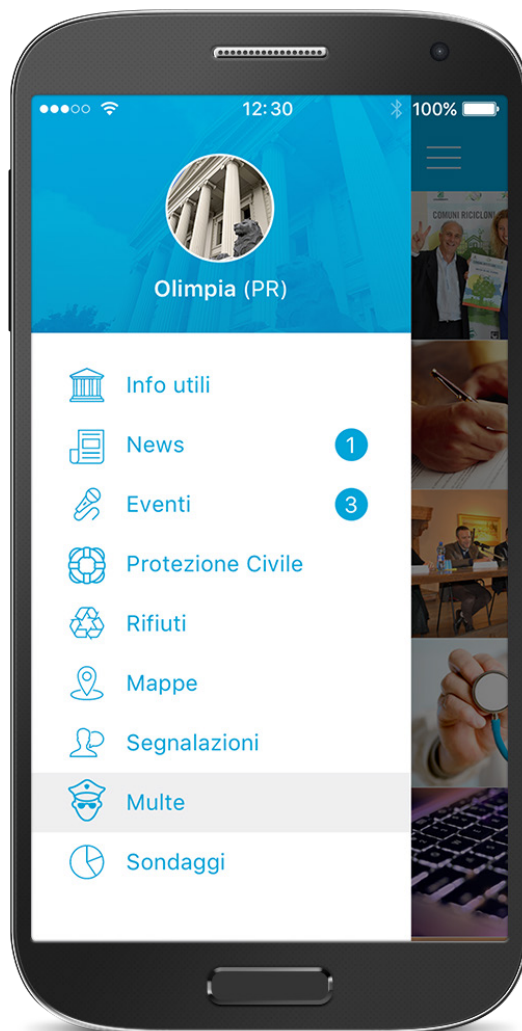 12:30
100%
COMUNI RICICLONI
Olimpia (PR)
Info utili
News 1
Eventi 3
Protezione Civile
Rifiuti
Mappe
Segnalazioni
Multe
Sondaggi